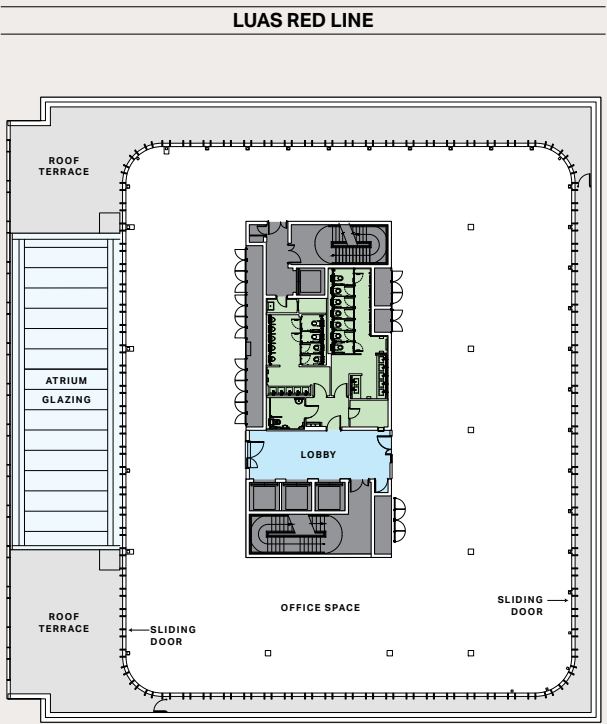 LUAS RED LINE
ROOF
TERRACE
ATRIUM
GLAZING
LOBBY
OFFICE SPACE
SLIDING
DOOR
ROOF
TERRACE
SLIDING
DOOR